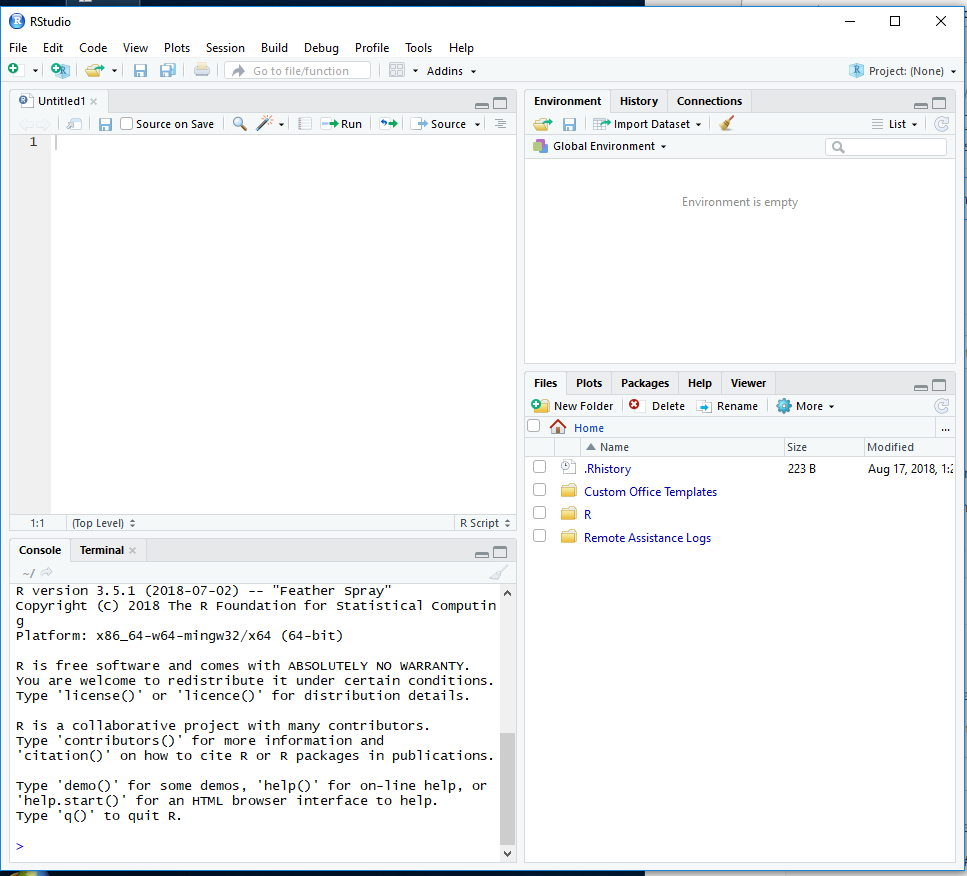 RStudio
File Edit Code View Plots Session Build Debug Profile Tools Help
Go to file/function Addins Project: (None)
Untitled1
Source on Save Run Source
1
1:1 (Top Level) R Script
Console Terminal
~/
R version 3.5.1 (2018-07-02) -- "Feather Spray"
Copyright (C) 2018 The R Foundation for Statistical Computin
g
Platform: x86_64-w64-mingw32/x64 (64-bit)
R is free software and comes with ABSOLUTELY NO WARRANTY.
You are welcome to redistribute it under certain conditions.
Type 'license()' or 'licence()' for distribution details.
R is a collaborative project with many contributors.
Type 'contributors()' for more information and
'citation()' on how to cite R or R packages in publications.
Type 'demo()' for some demos, 'help()' for on-line help, or
'help.start()' for an HTML browser interface to help.
Type 'q()' to quit R.
>
Environment History Connections
Import Dataset List
Global Environment
Environment is empty
Files Plots Packages Help Viewer
New Folder Delete Rename More
Home ...
Name Size Modified
.Rhistory 223 B Aug 17, 2018, 1:2
Custom Office Templates
R
Remote Assistance Logs